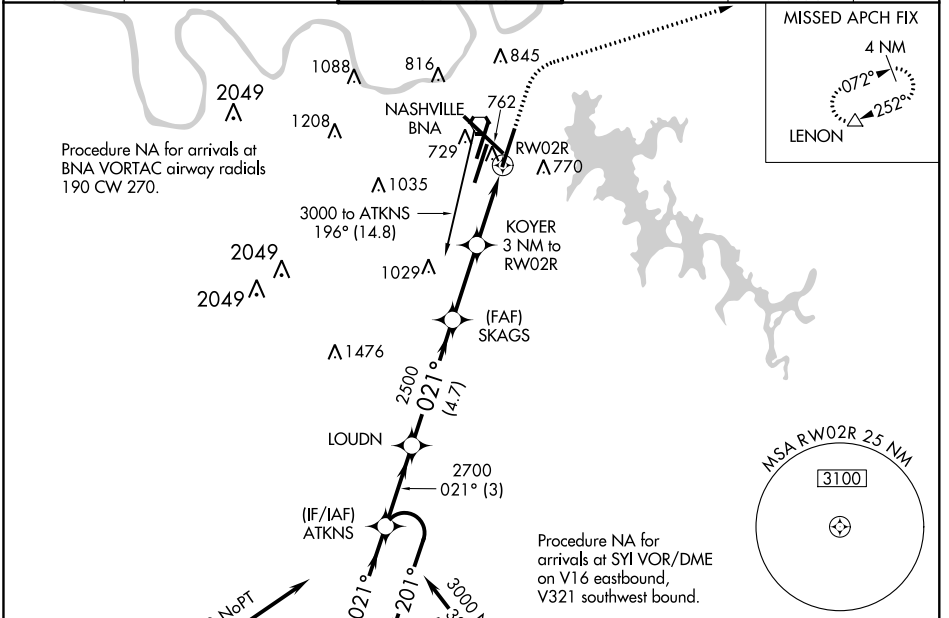 MISSED APCH FIX
4 NM
072°
252°
LENON
845
816
1088
2049
762
NASHVILLE
BNA
1208
729
RW02R
770
Procedure NA for arrivals at
BNA VORTAC airway radials
190 CW 270.
1035
3000 to ATKNS
196° (14.8)
KOYER
3 NM to
RW02R
2049
1029
2049
(FAF)
SKAGS
1476
2500
021°
(4.7)
LOUDN
MSA RW02R 25 NM
3100
2700
021° (3)
(IF/IAF)
ATKNS
Procedure NA for
arrivals at SYI VOR/DME
on V16 eastbound,
V321 southwest bound.
NoPT
021°
201°
3000